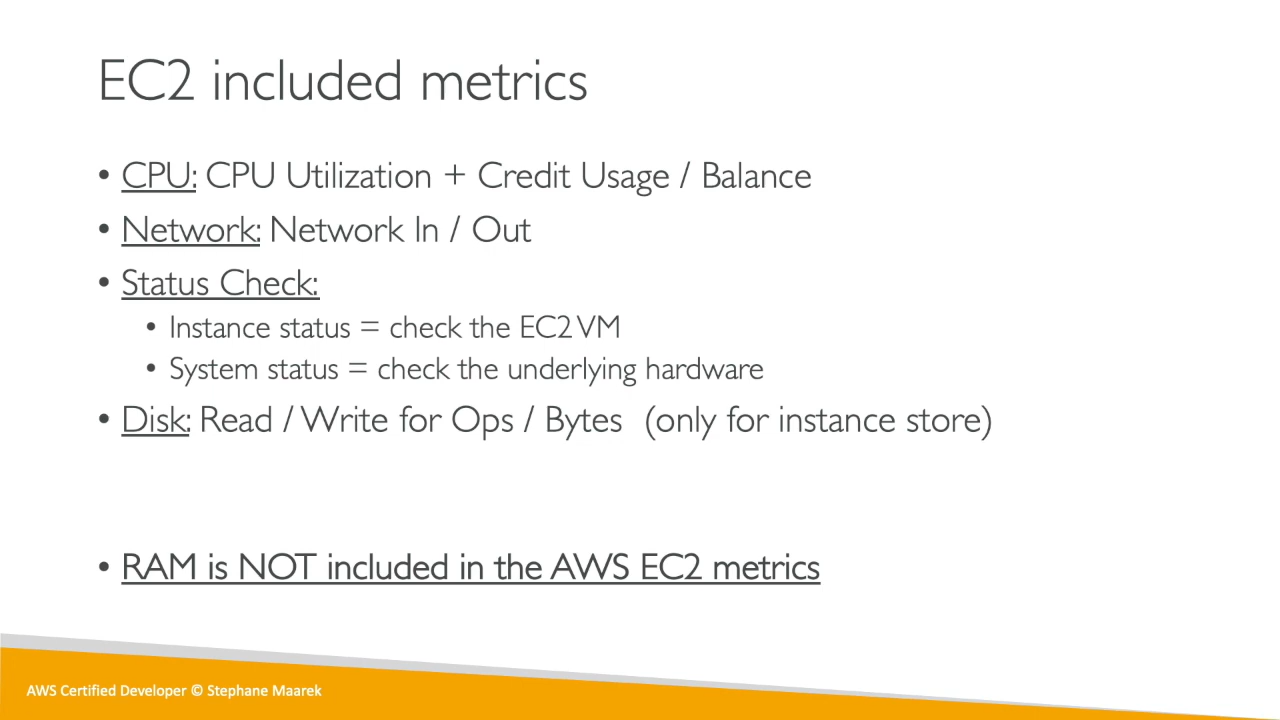 EC2 included metrics
• CPU: CPU Utilization + Credit Usage / Balance
• Network: Network In / Out
• Status Check:
• Instance status = check the EC2 VM
• System status = check the underlying hardware
• Disk: Read / Write for Ops / Bytes (only for instance store)
• RAM is NOT included in the AWS EC2 metrics
AWS Certified Developer © Stephane Maarek